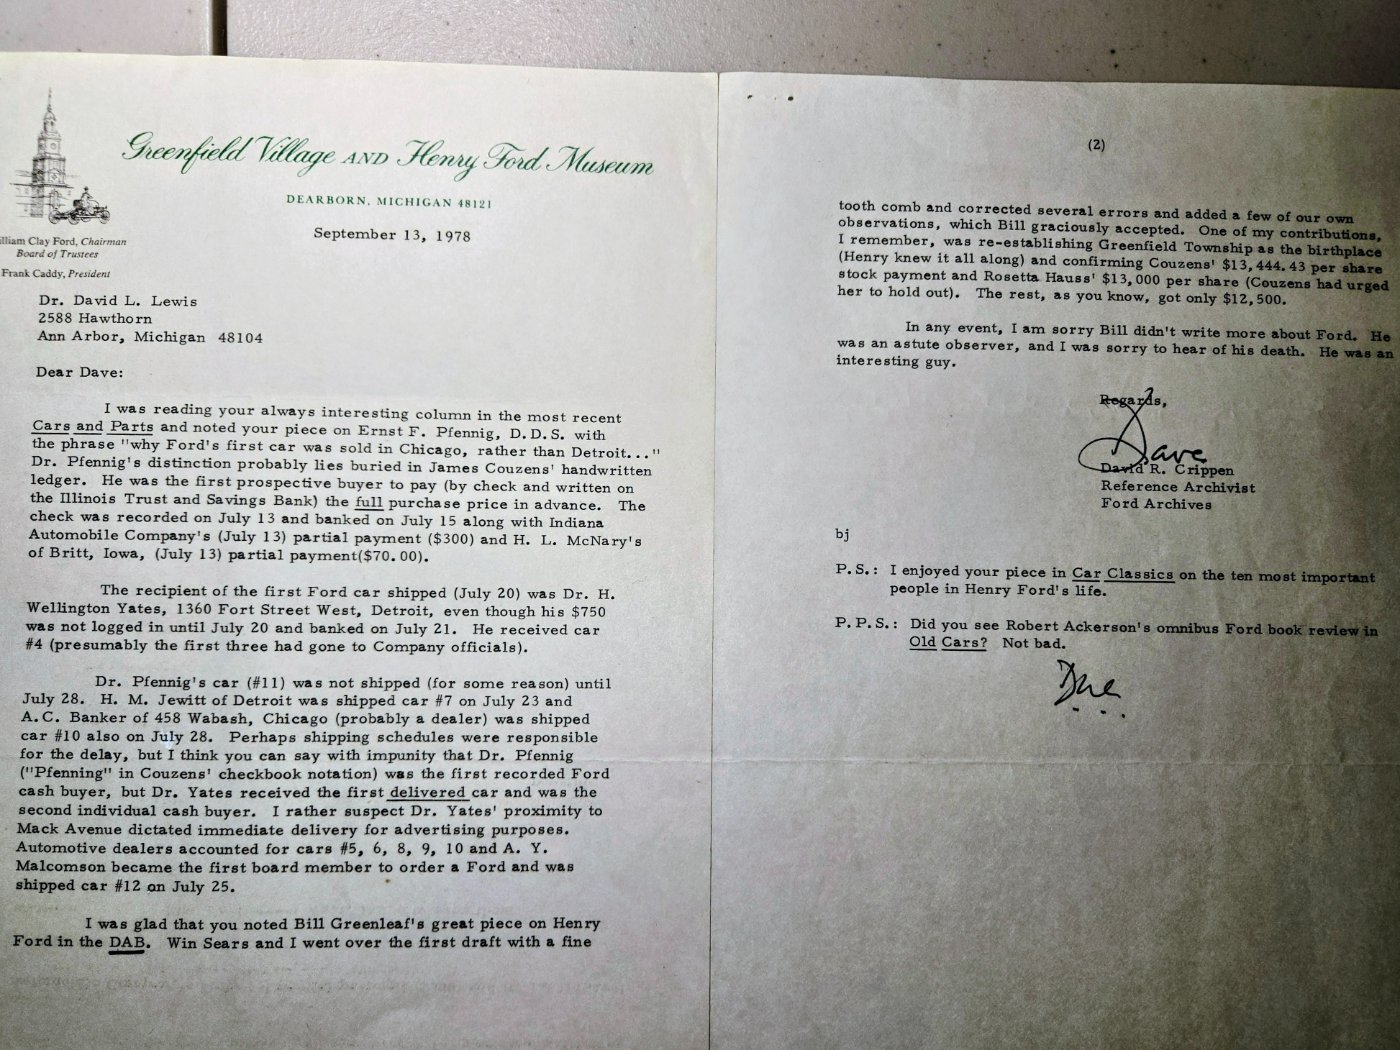 Greenfield Village AND Henry Ford Museum
DEARBORN, MICHIGAN 48121
September 13, 1978
lliam Clay Ford, Chairman
Board of Trustees
Frank Caddy, President
Dr. David L. Lewis
2588 Hawthorn
Ann Arbor, Michigan 48104
Dear Dave:
I was reading your always interesting column in the most recent
Cars and Parts and noted your piece on Ernst F. Pfennig, D.D.S. with
the phrase "why Ford's first car was sold in Chicago, rather than Detroit..."
Dr. Pfennig's distinction probably lies buried in James Couzens' handwritten
ledger. He was the first prospective buyer to pay (by check and written on
the Illinois Trust and Savings Bank) the full purchase price in advance. The
check was recorded on July 13 and banked on July 15 along with Indiana
Automobile Company's (July 13) partial payment ($300) and H. L. McNary's
of Britt, Iowa, (July 13) partial payment($70.00).
The recipient of the first Ford car shipped (July 20) was Dr. H.
Wellington Yates, 1360 Fort Street West, Detroit, even though his $750
was not logged in until July 20 and banked on July 21. He received car
#4 (presumably the first three had gone to Company officials).
Dr. Pfennig's car (#11) was not shipped (for some reason) until
July 28. H. M. Jewitt of Detroit was shipped car #7 on July 23 and
A.C. Banker of 458 Wabash, Chicago (probably a dealer) was shipped
car #10 also on July 28. Perhaps shipping schedules were responsible
for the delay, but I think you can say with impunity that Dr. Pfennig
("Pfenning" in Couzens' checkbook notation) was the first recorded Ford
cash buyer, but Dr. Yates received the first delivered car and was the
second individual cash buyer. I rather suspect Dr. Yates' proximity to
Mack Avenue dictated immediate delivery for advertising purposes.
Automotive dealers accounted for cars #5, 6, 8, 9, 10 and A. Y.
Malcomson became the first board member to order a Ford and was
shipped car #12 on July 25.
I was glad that you noted Bill Greenleaf's great piece on Henry
Ford in the DAB. Win Sears and I went over the first draft with a fine
(2)
tooth comb and corrected several errors and added a few of our own
observations, which Bill graciously accepted. One of my contributions,
I remember, was re-establishing Greenfield Township as the birthplace
(Henry knew it all along) and confirming Couzens' $13,444.43 per share
stock payment and Rosetta Hauss' $13,000 per share (Couzens had urged
her to hold out). The rest, as you know, got only $12,500.
In any event, I am sorry Bill didn't write more about Ford. He
was an astute observer, and I was sorry to hear of his death. He was an
interesting guy.
Regards,
Dave
David R. Crippen
Reference Archivist
Ford Archives
bj
P.S.: I enjoyed your piece in Car Classics on the ten most important
people in Henry Ford's life.
P.P.S.: Did you see Robert Ackerson's omnibus Ford book review in
Old Cars? Not bad.
Dave